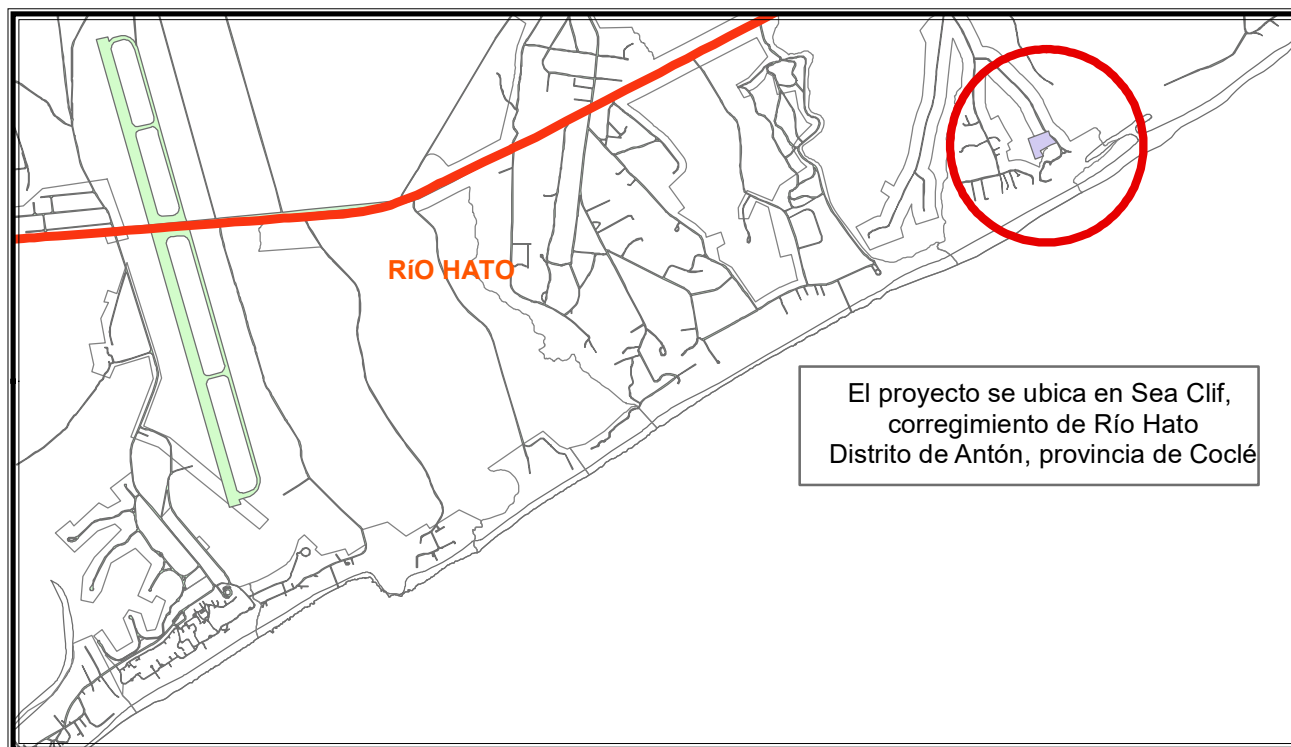 RíO HATO
El proyecto se ubica en Sea Clif,
corregimiento de Río Hato
Distrito de Antón, provincia de Coclé